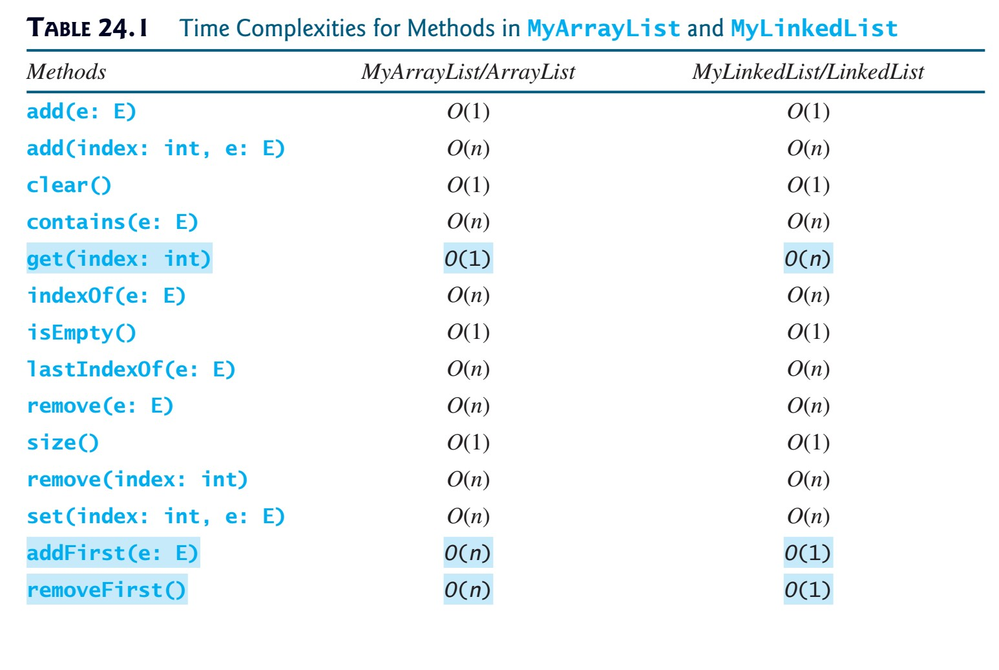 TABLE 24.1 Time Complexities for Methods in MyArrayList and MyLinkedList
Methods MyArrayList/ArrayList MyLinkedList/LinkedList
add(e: E) O(1) O(1)
add(index: int, e: E) O(n) O(n)
clear() O(1) O(1)
contains(e: E) O(n) O(n)
get(index: int) O(1) O(n)
indexOf(e: E) O(n) O(n)
isEmpty() O(1) O(1)
lastIndexOf(e: E) O(n) O(n)
remove(e: E) O(n) O(n)
size() O(1) O(1)
remove(index: int) O(n) O(n)
set(index: int, e: E) O(n) O(n)
addFirst(e: E) O(n) O(1)
removeFirst() O(n) O(1)